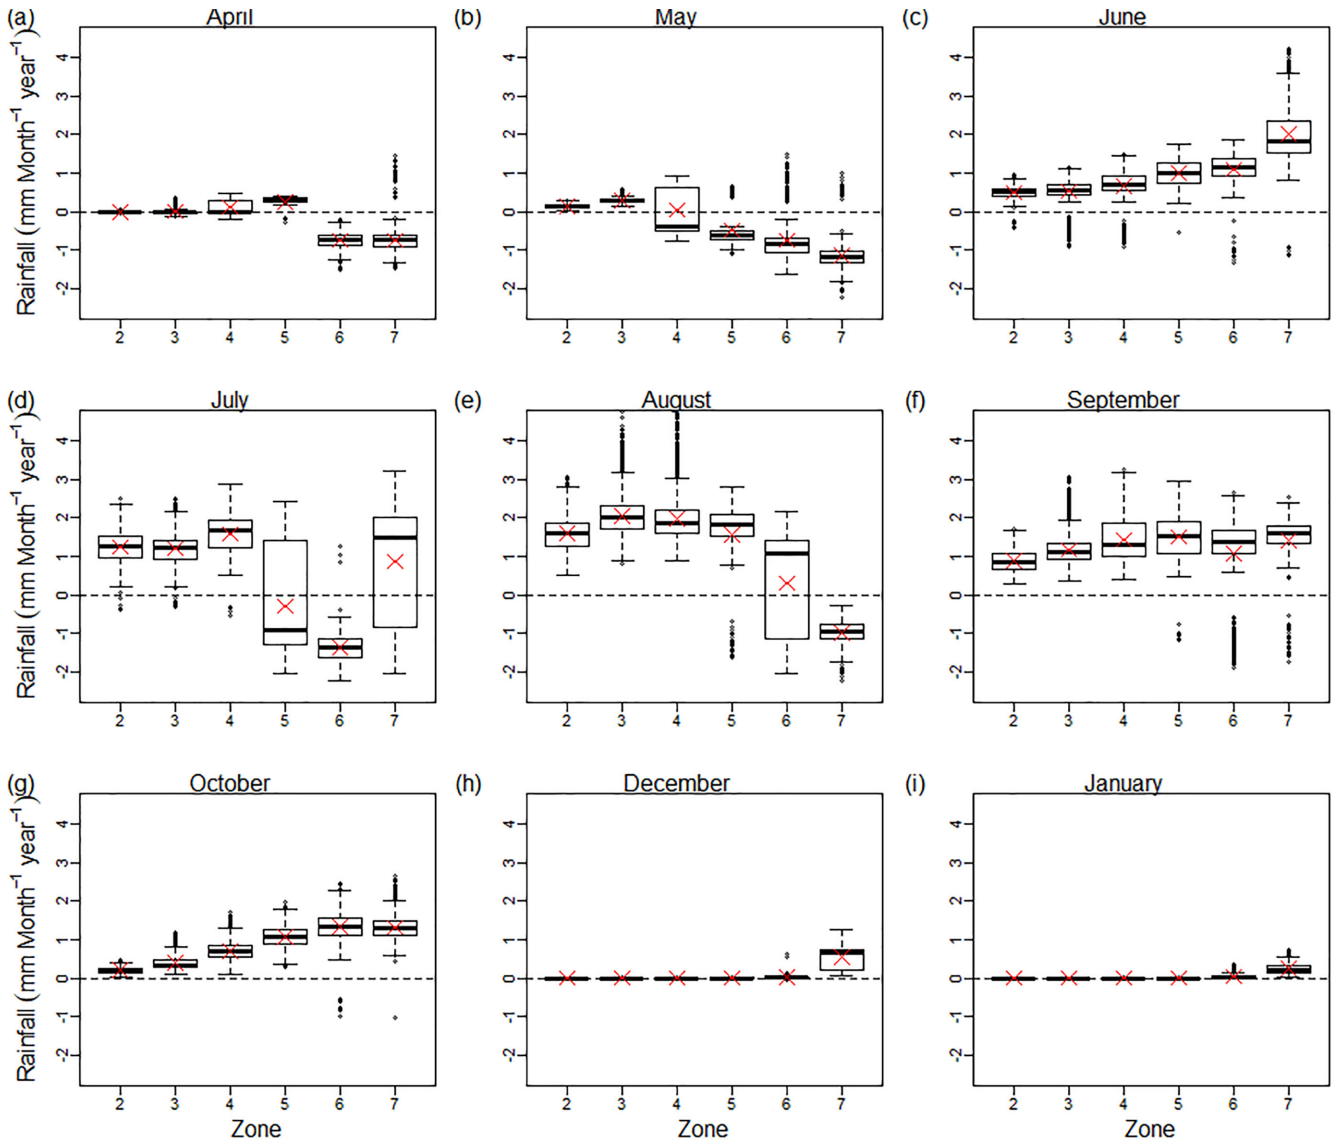 (a) April (b) May (c) June
Rainfall (mm Month⁻¹ year⁻¹)
4 3 2 1 0 -1 -2
2 3 4 5 6 7
2 3 4 5 6 7
4 3 2 1 0 -1 -2
2 3 4 5 6 7
4 3 2 1 0 -1 -2
(d) July (e) August (f) September
Rainfall (mm Month⁻¹ year⁻¹)
4 3 2 1 0 -1 -2
2 3 4 5 6 7
4 3 2 1 0 -1 -2
2 3 4 5 6 7
4 3 2 1 0 -1 -2
2 3 4 5 6 7
(g) October (h) December (i) January
Rainfall (mm Month⁻¹ year⁻¹)
4 3 2 1 0 -1 -2
2 3 4 5 6 7
Zone
4 3 2 1 0 -1 -2
2 3 4 5 6 7
Zone
4 3 2 1 0 -1 -2
2 3 4 5 6 7
Zone